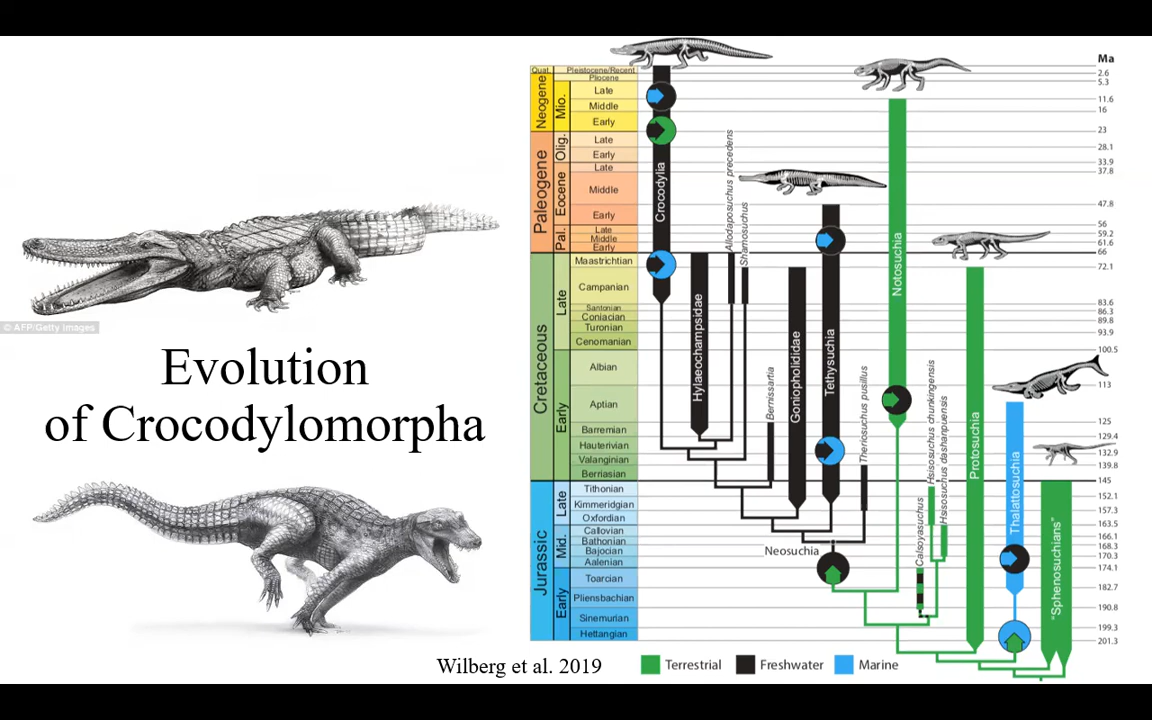 © AFP/Getty Images
Evolution
of Crocodylomorpha
Wilberg et al. 2019
Ma
Quat.
Neogene
Paleogene
Cretaceous
Jurassic
Mio.
Olig.
Eocene
Pal.
Late
Early
Late
Mid.
Early
Pleistocene/Recent
Pliocene
Late
Middle
Early
Late
Early
Late
Middle
Early
Late
Middle
Early
Maastrichtian
Campanian
Santonian
Coniacian
Turonian
Cenomanian
Albian
Aptian
Barremian
Hauterivian
Valanginian
Berriasian
Tithonian
Kimmeridgian
Oxfordian
Callovian
Bathonian
Bajocian
Aalenian
Toarcian
Pliensbachian
Sinemurian
Hettangian
Crocodylia
Hylaeochampsidae
Allodaposuchus precedens
Shamosuchus
Bernissartia
Goniopholididae
Tethysuchia
Theriosuchus pusillus
Neosuchia
Notosuchia
Calsoyasuchus
Hsisosuchus chunkingensis
Hsisosuchus dashanpuensis
Protosuchia
Thalattosuchia
"Sphenosuchians"
2.6
5.3
11.6
16
23
28.1
33.9
37.8
47.8
56
59.2
61.6
66
72.1
83.6
86.3
89.8
93.9
100.5
113
125
129.4
132.9
139.8
145
152.1
157.3
163.5
166.1
168.3
170.3
174.1
182.7
190.8
199.3
201.3
Terrestrial
Freshwater
Marine